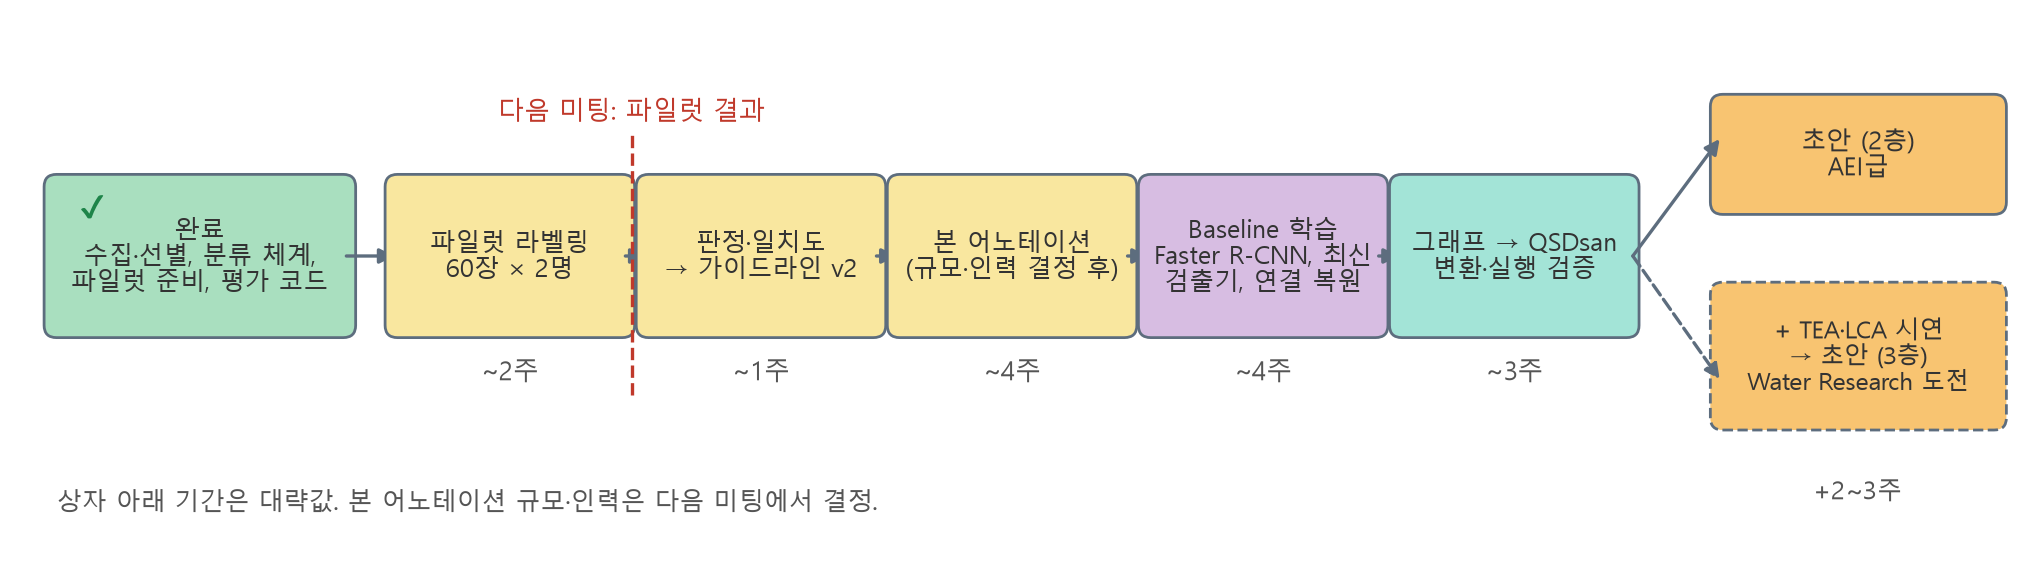 다음 미팅: 파일럿 결과
✓
완료
수집·선별, 분류 체계,
파일럿 준비, 평가 코드
파일럿 라벨링
60장 × 2명
~2주
판정·일치도
→ 가이드라인 v2
~1주
본 어노테이션
(규모·인력 결정 후)
~4주
Baseline 학습
Faster R-CNN, 최신
검출기, 연결 복원
~4주
그래프 → QSDsan
변환·실행 검증
~3주
초안 (2층)
AEI급
+ TEA·LCA 시연
→ 초안 (3층)
Water Research 도전
+2~3주
상자 아래 기간은 대략값. 본 어노테이션 규모·인력은 다음 미팅에서 결정.